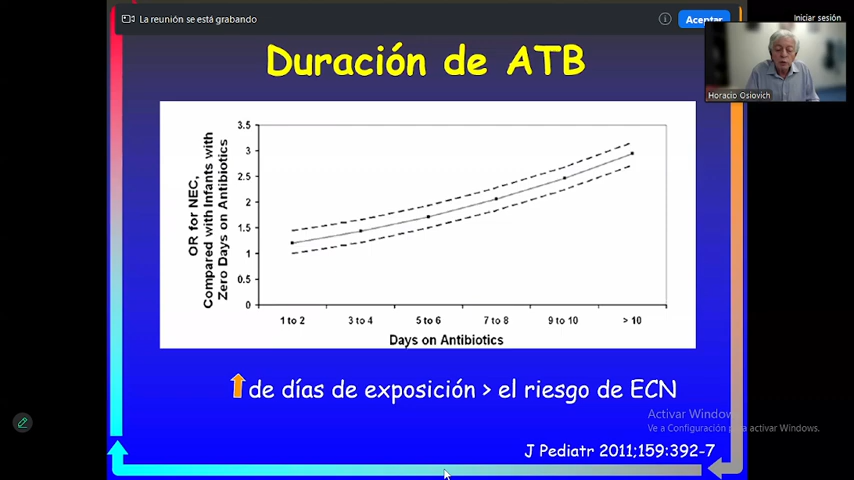 La reunión se está grabando
Aceptar
Iniciar sesión
Duración de ATB
Horacio Osiovich
3.5
3
2.5
2
1.5
1
0.5
0
OR for NEC,
Compared with Infants with
Zero Days on Antibiotics
1 to 2
3 to 4
5 to 6
7 to 8
9 to 10
> 10
Days on Antibiotics
de días de exposición > el riesgo de ECN
Activar Windows
Ve a Configuración para activar Windows.
J Pediatr 2011;159:392-7